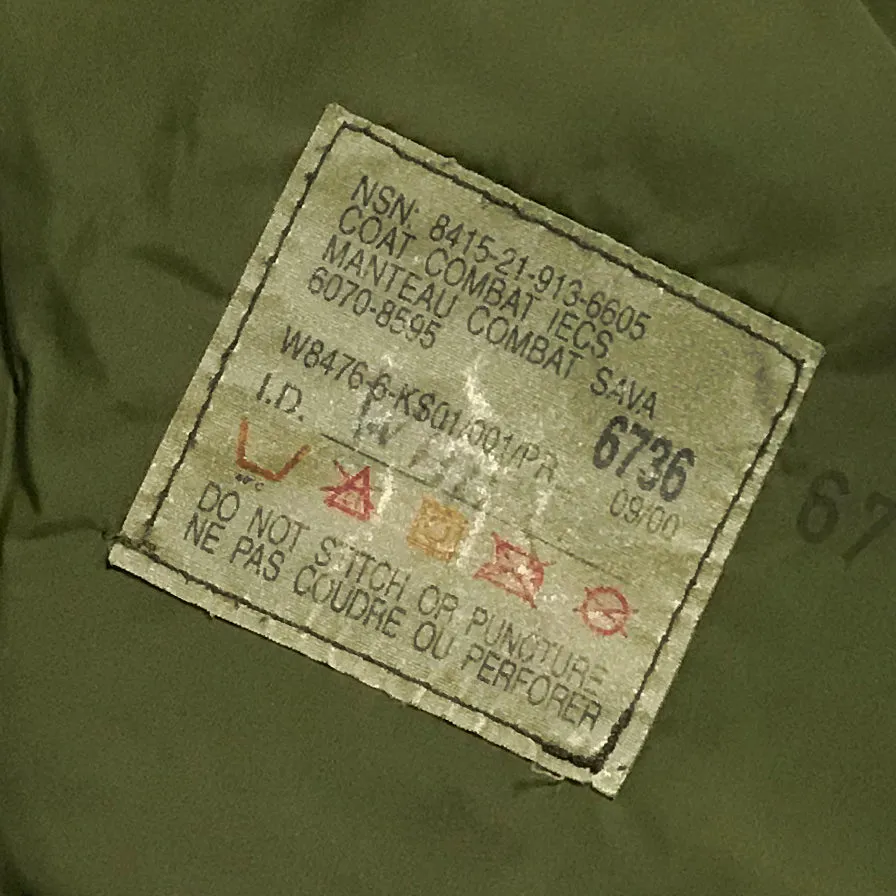 NSN: 8415-21-913-6605
COAT COMBAT IECS
MANTEAU COMBAT SAVA
6070-8595
W8476-6-KS01/001/PR
6736
I.D.
09/00
DO NOT STITCH OR PUNCTURE
NE PAS COUDRE OU PERFORER
67